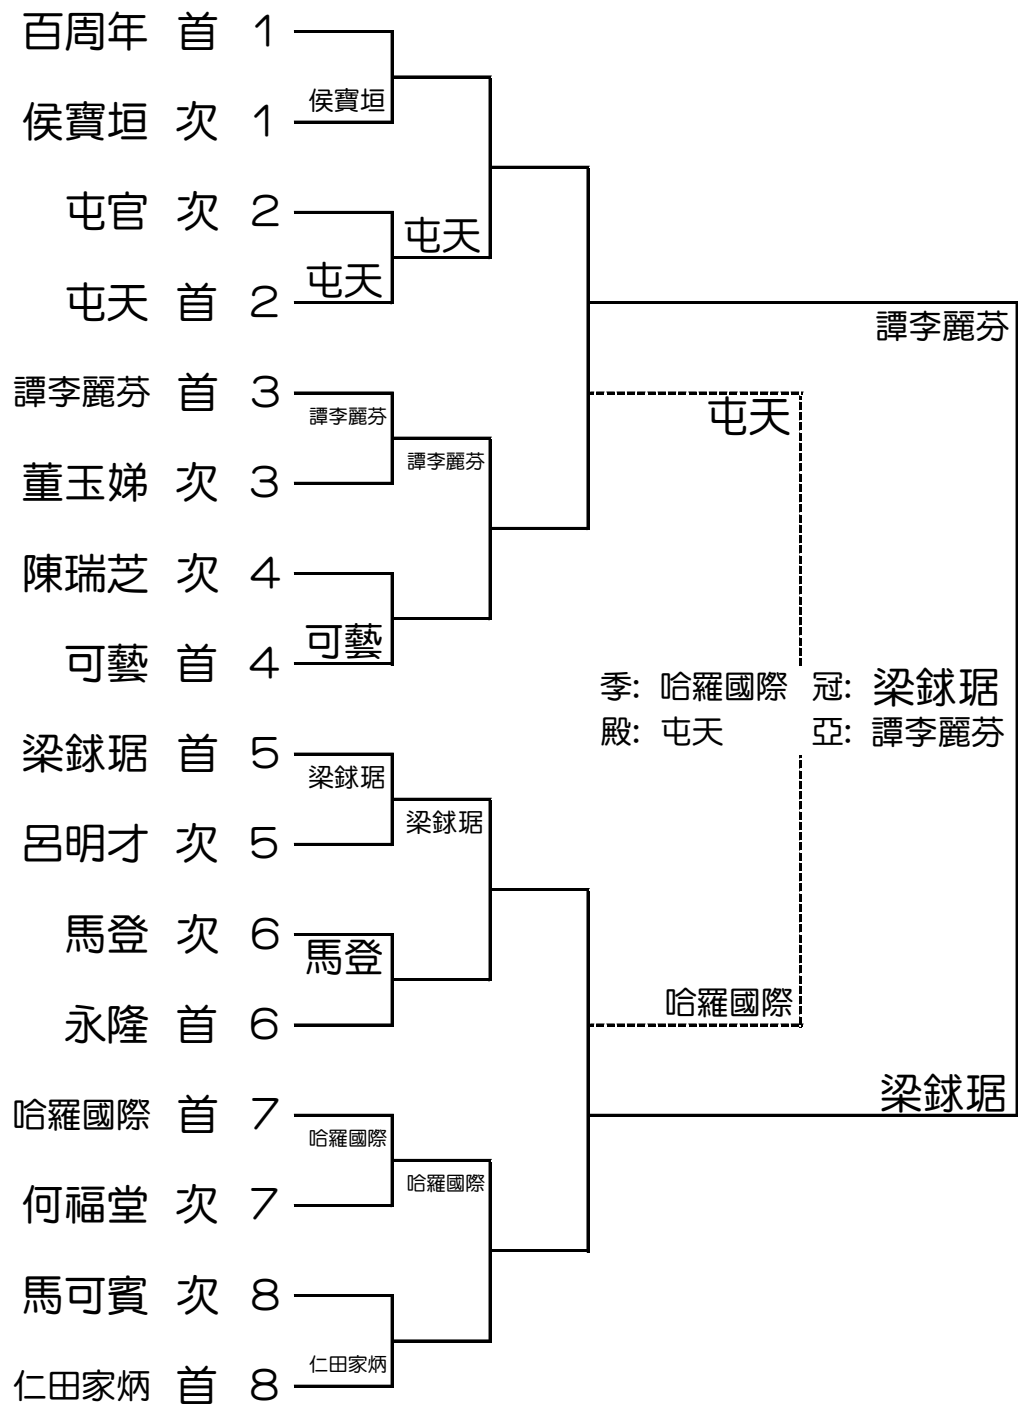 百周年 首 1
侯寶垣
侯寶垣 次 1
屯官 次 2
屯天
屯天
屯天 首 2
譚李麗芬
譚李麗芬 首 3
屯天
譚李麗芬
譚李麗芬
董玉娣 次 3
陳瑞芝 次 4
可藝
可藝 首 4
季: 哈羅國際 冠: 梁銶琚
殿: 屯天 亞: 譚李麗芬
梁銶琚 首 5
梁銶琚
梁銶琚
呂明才 次 5
馬登 次 6
馬登
哈羅國際
永隆 首 6
梁銶琚
哈羅國際 首 7
哈羅國際
哈羅國際
何福堂 次 7
馬可賓 次 8
仁田家炳
仁田家炳 首 8